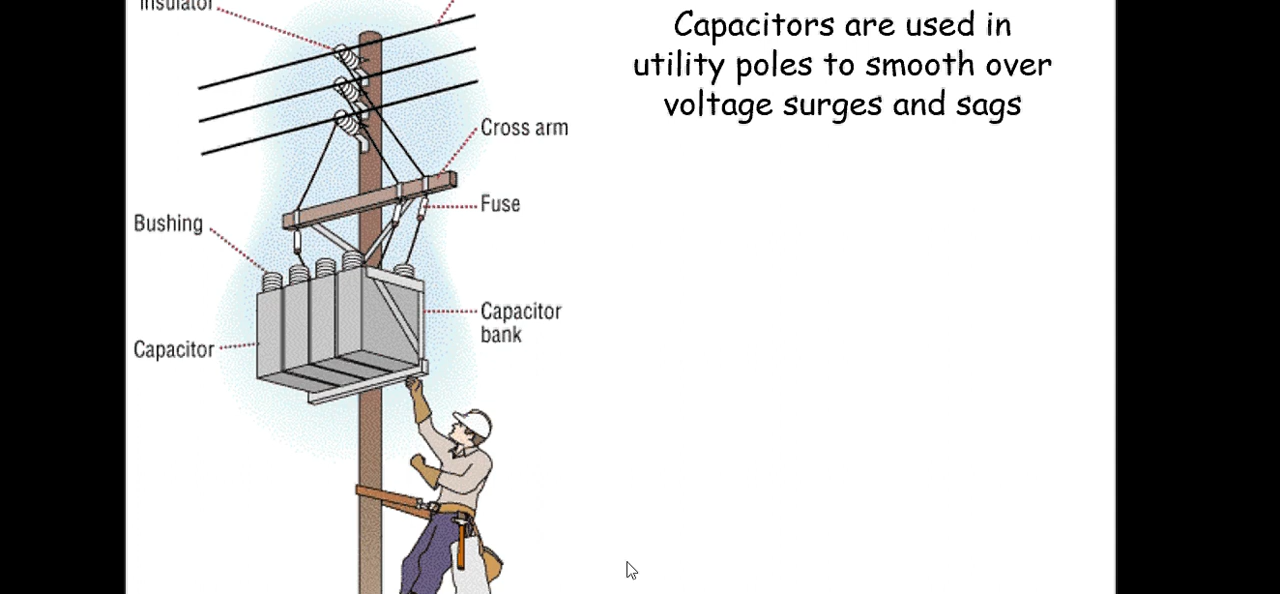 Insulator
Capacitors are used in
utility poles to smooth over
voltage surges and sags
Cross arm
Fuse
Bushing
Capacitor
bank
Capacitor